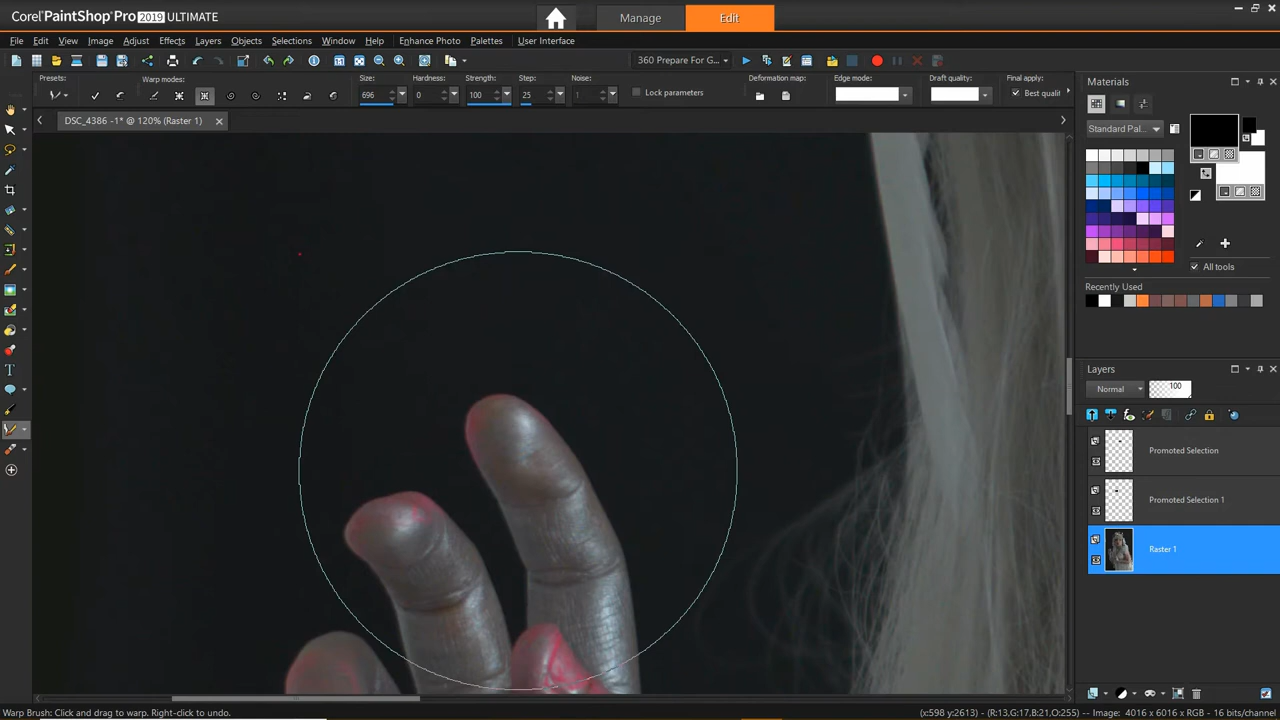 Corel PaintShop Pro 2019 ULTIMATE
Manage
Edit
File Edit View Image Adjust Effects Layers Objects Selections Window Help Enhance Photo Palettes User Interface
360 Prepare For G...
Presets: Warp modes: Size: Hardness: Strength: Step: Noise: Deformation map: Edge mode: Draft quality: Final apply:
696 0 100 25 1 Lock parameters Best qualit
DSC_4386 -1* @ 120% (Raster 1)
Materials
Standard Pal...
All tools
Recently Used
Layers
Normal 100
Promoted Selection
Promoted Selection 1
Raster 1
Warp Brush: Click and drag to warp. Right-click to undo.
(x:598 y:2613) - (R:13,G:17,B:21,O:255) -- Image: 4016 x 6016 x RGB - 16 bits/channel